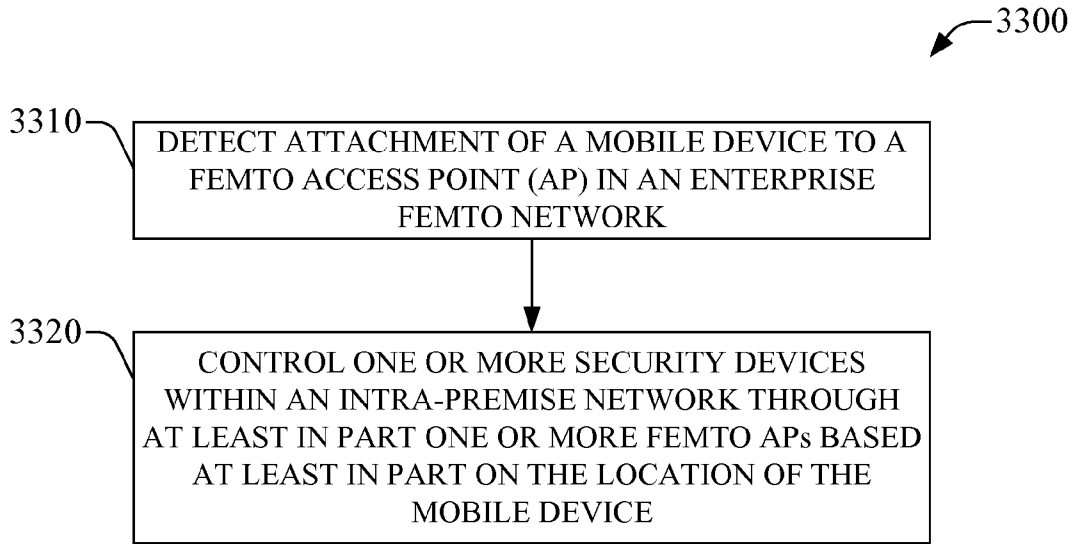 3300
3310
DETECT ATTACHMENT OF A MOBILE DEVICE TO A
FEMTO ACCESS POINT (AP) IN AN ENTERPRISE
FEMTO NETWORK
3320
CONTROL ONE OR MORE SECURITY DEVICES
WITHIN AN INTRA-PREMISE NETWORK THROUGH
AT LEAST IN PART ONE OR MORE FEMTO APs BASED
AT LEAST IN PART ON THE LOCATION OF THE
MOBILE DEVICE